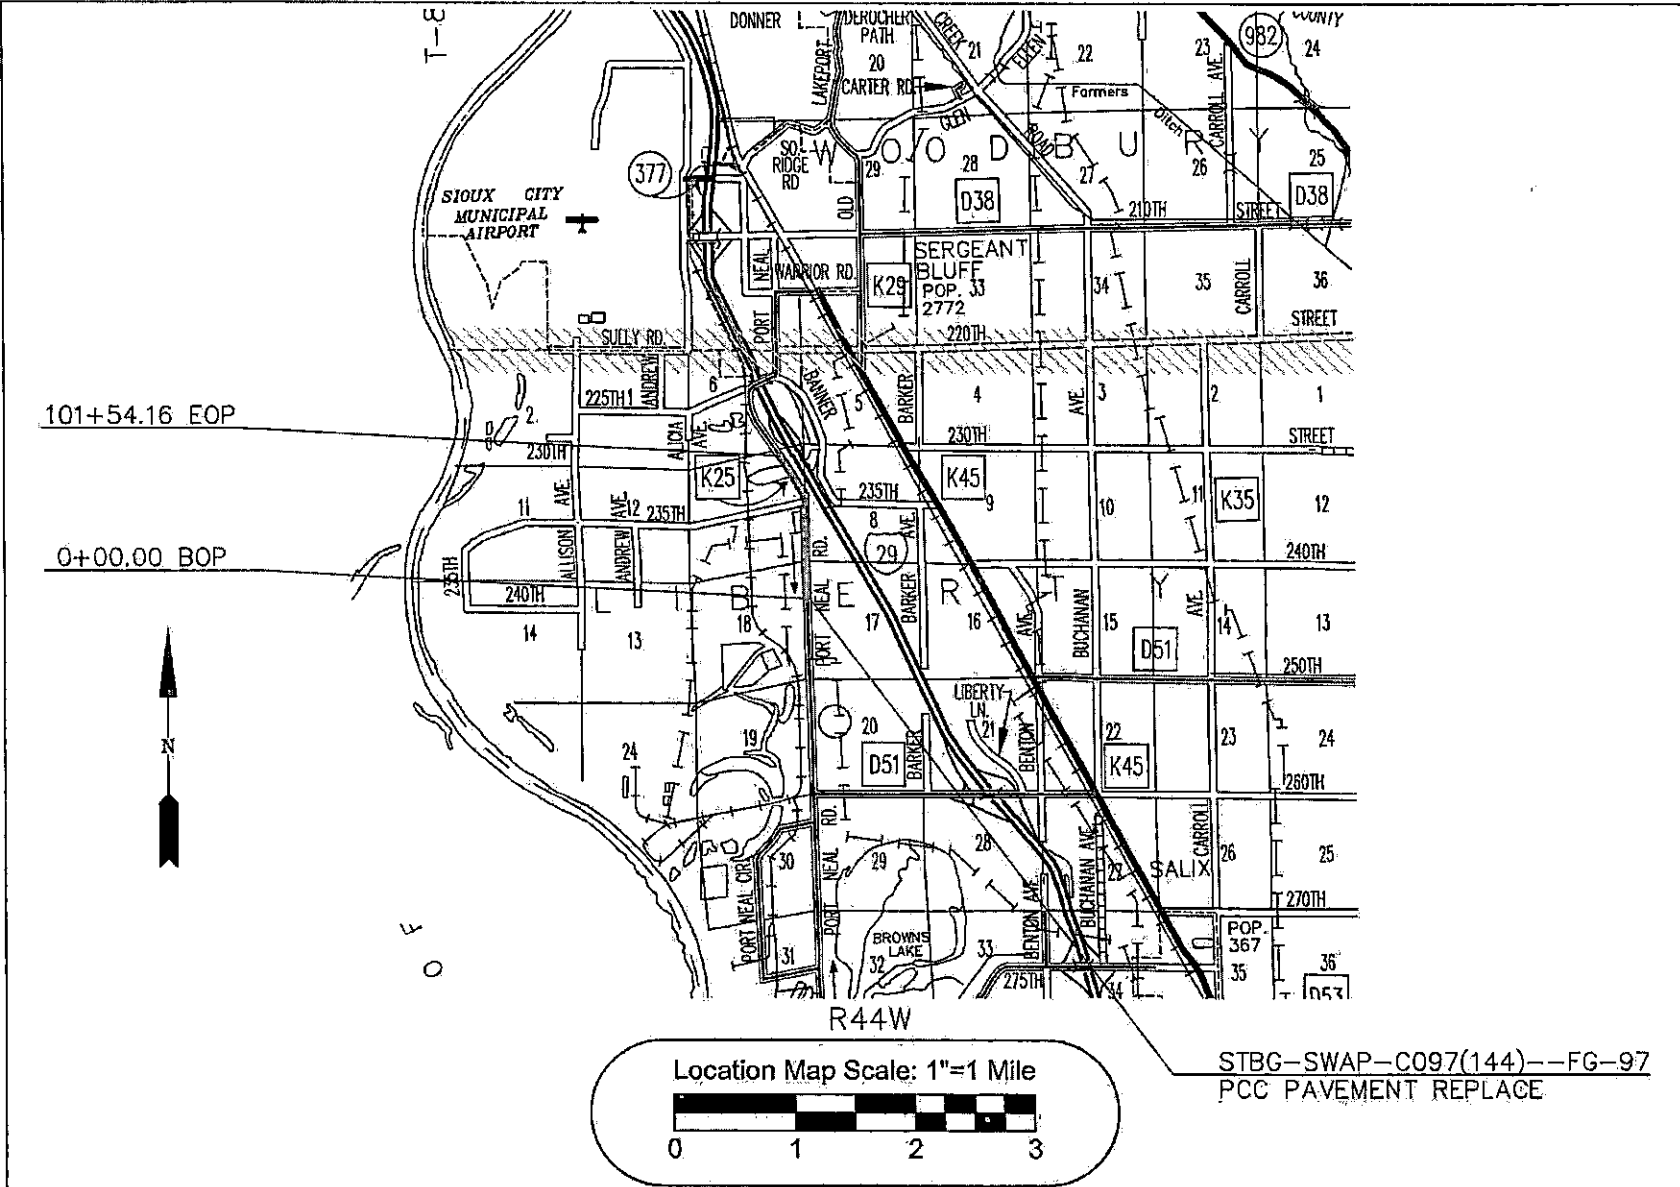 T-8
DONNER
LAKEPORT
DEROCHER
PATH
20
CARTER RD.
CREEK
21
ELLEN
22
23
982
COUNTY
24
CARROLL AVE.
Farmers
Ditch
GLEN
ROAD
377
SO.
RIDGE
RD
W O O D B U R Y
29
28
27
26
25
SIOUX CITY
MUNICIPAL
AIRPORT
OLD
D38
210TH
STREET
D38
NEAL
WARRIOR RD.
K29
SERGEANT
BLUFF
POP.
2772
33
34
35
36
CARROLL
PORT
SULLY RD.
220TH
STREET
225TH
1
ANDREW
6
BANNER
5
BARKER
4
AVE.
3
2
1
2
101+54.16 EOP
230TH
ALICIA
AVE.
230TH
STREET
K25
K45
K35
AVE.
AVE.
235TH
9
10
11
12
11
12
235TH
7
RD.
8
AVE.
29
240TH
0+00.00 BOP
235TH
ALLISON
ANDREW
240TH
L I B E R T Y
NEAL
BARKER
14
13
18
PORT
17
16
AVE.
BUCHANAN
15
AVE.
14
13
D51
250TH
N
LIBERTY
LN.
24
19
20
BARKER
21
BENTON
22
23
24
D51
K45
260TH
RD.
CARROLL
PORT NEAL CIR.
30
NEAL
29
28
BENTON AVE.
BUCHANAN AVE.
27
SALIX
26
25
270TH
PORT
BROWNS
LAKE
POP.
367
31
32
33
275TH
34
35
36
D53
F O
R44W
Location Map Scale: 1"=1 Mile
0 1 2 3
STBG-SWAP-C097(144)--FG-97
PCC PAVEMENT REPLACE